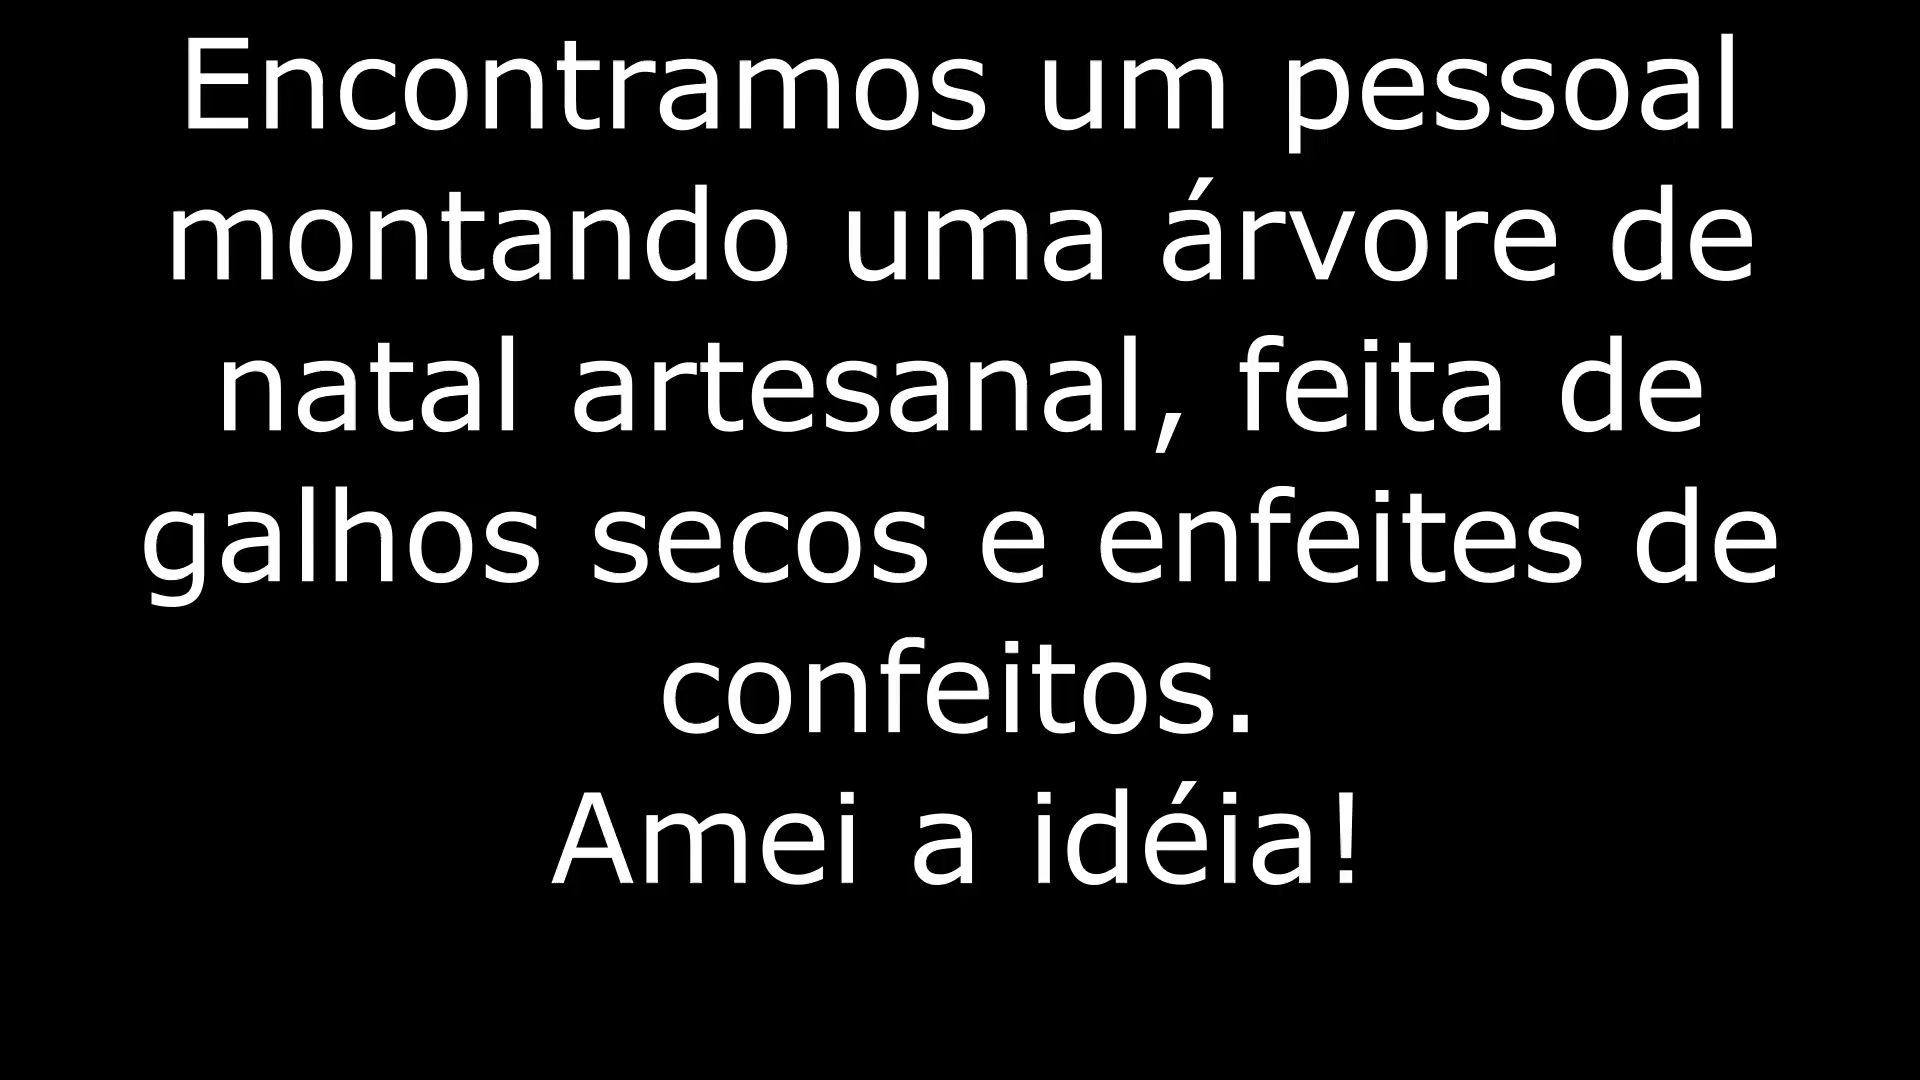 Encontramos um pessoal
montando uma árvore de
natal artesanal, feita de
galhos secos e enfeites de
confeitos.
Amei a idéia!